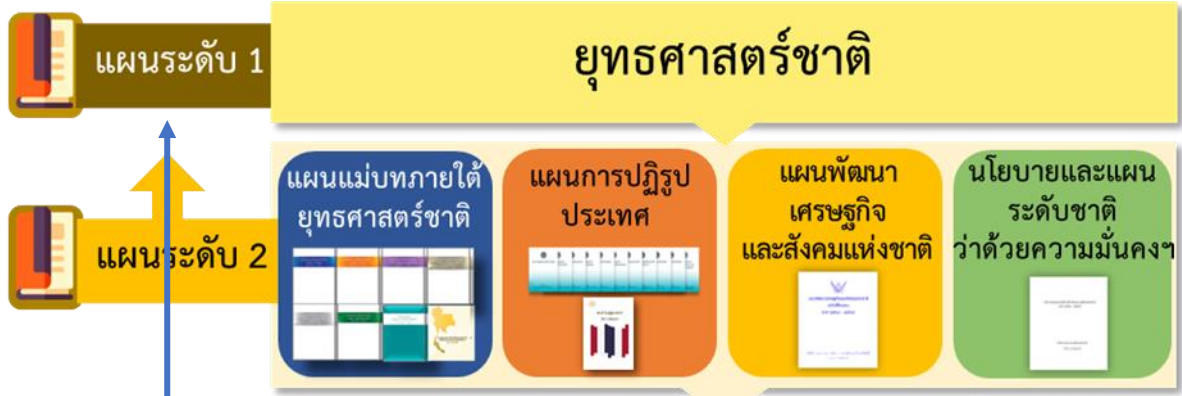 แผนระดับ 1
ยุทธศาสตร์ชาติ
แผนระดับ 2
แผนแม่บทภายใต้
ยุทธศาสตร์ชาติ
แผนการปฏิรูป
ประเทศ
แผนพัฒนา
เศรษฐกิจ
และสังคมแห่งชาติ
นโยบายและแผน
ระดับชาติ
ว่าด้วยความมั่นคงฯ